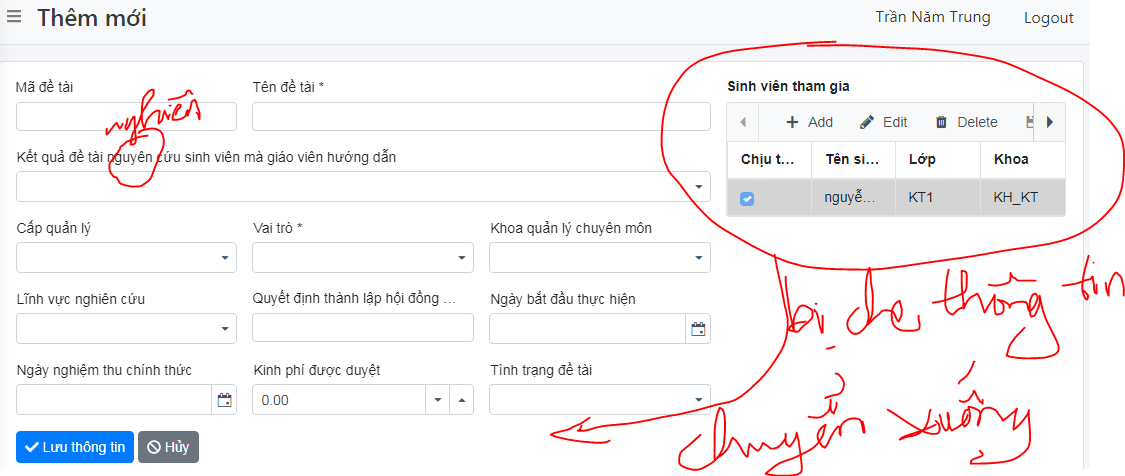 Thêm mới
Trần Năm Trung Logout
Mã đề tài Tên đề tài *
nghiên
Kết quả đề tài nguyên cứu sinh viên mà giáo viên hướng dẫn
Cấp quản lý Vai trò * Khoa quản lý chuyên môn
Lĩnh vực nghiên cứu Quyết định thành lập hội đồng ... Ngày bắt đầu thực hiện
Ngày nghiệm thu chính thức Kinh phí được duyệt Tình trạng đề tài
0.00
Lưu thông tin Hủy
Sinh viên tham gia
Add Edit Delete
Chịu t... Tên si... Lớp Khoa
nguyễ... KT1 KH_KT
bị che thông tin
chuyển xuống